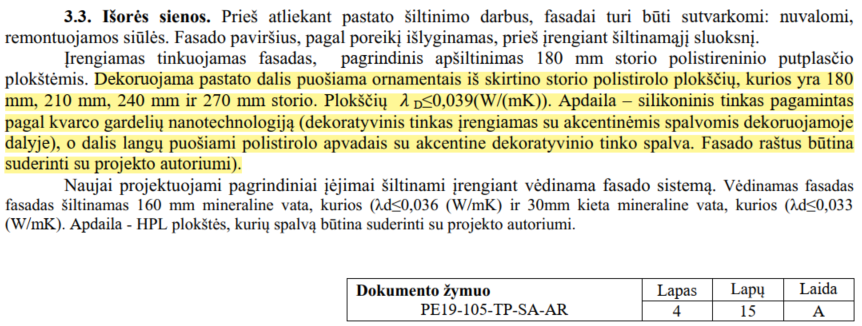 3.3. Išorės sienos. Prieš atliekant pastato šiltinimo darbus, fasadai turi būti sutvarkomi: nuvalomi,
remontuojamos siūlės. Fasado paviršius, pagal poreikį išlyginamas, prieš įrengiant šiltinamąjį sluoksnį.
Įrengiamas tinkuojamas fasadas, pagrindinis apšiltinimas 180 mm storio polistireninio putplasčio
plokštėmis. Dekoruojama pastato dalis puošiama ornamentais iš skirtino storio polistirolo plokščių, kurios yra 180
mm, 210 mm, 240 mm ir 270 mm storio. Plokščių λ D≤0,039(W/(mK)). Apdaila – silikoninis tinkas pagamintas
pagal kvarco gardelių nanotechnologiją (dekoratyvinis tinkas įrengiamas su akcentinėmis spalvomis dekoruojamoje
dalyje), o dalis langų puošiami polistirolo apvadais su akcentine dekoratyvinio tinko spalva. Fasado raštus būtina
suderinti su projekto autoriumi).
Naujai projektuojami pagrindiniai įėjimai šiltinami įrengiant vėdinama fasado sistemą. Vėdinamas fasadas
fasadas šiltinamas 160 mm mineraline vata, kurios (λd≤0,036 (W/mK) ir 30mm kieta mineraline vata, kurios (λd≤0,033
(W/mK). Apdaila - HPL plokštės, kurių spalvą būtina suderinti su projekto autoriumi.
Dokumento žymuo Lapas Lapų Laida
PE19-105-TP-SA-AR 4 15 A